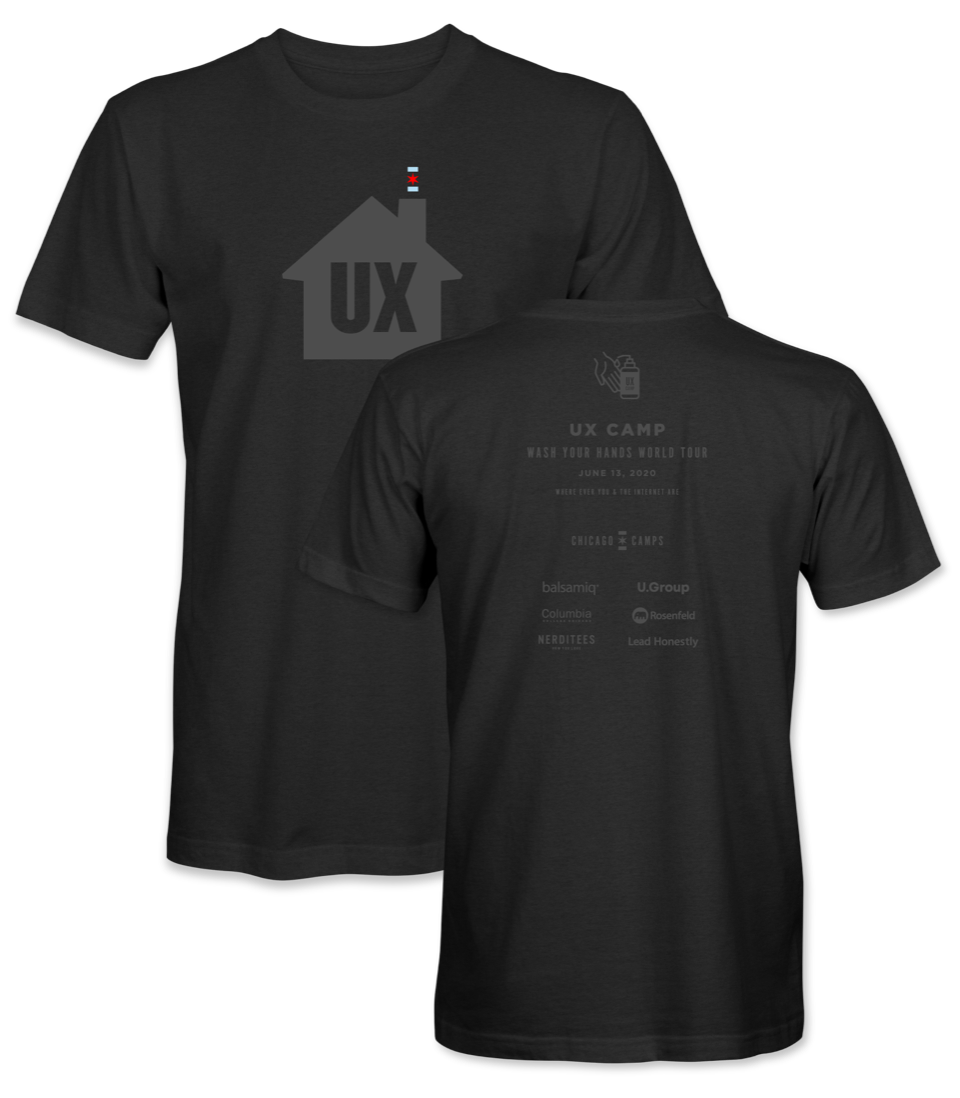 UX
UX
UX CAMP
WASH YOUR HANDS WORLD TOUR
JUNE 13, 2020
WHERE EVER YOU & THE INTERNET ARE
CHICAGO CAMPS
balsamiq
U.Group
Columbia
Rosenfeld
NERDITEES
Lead Honestly